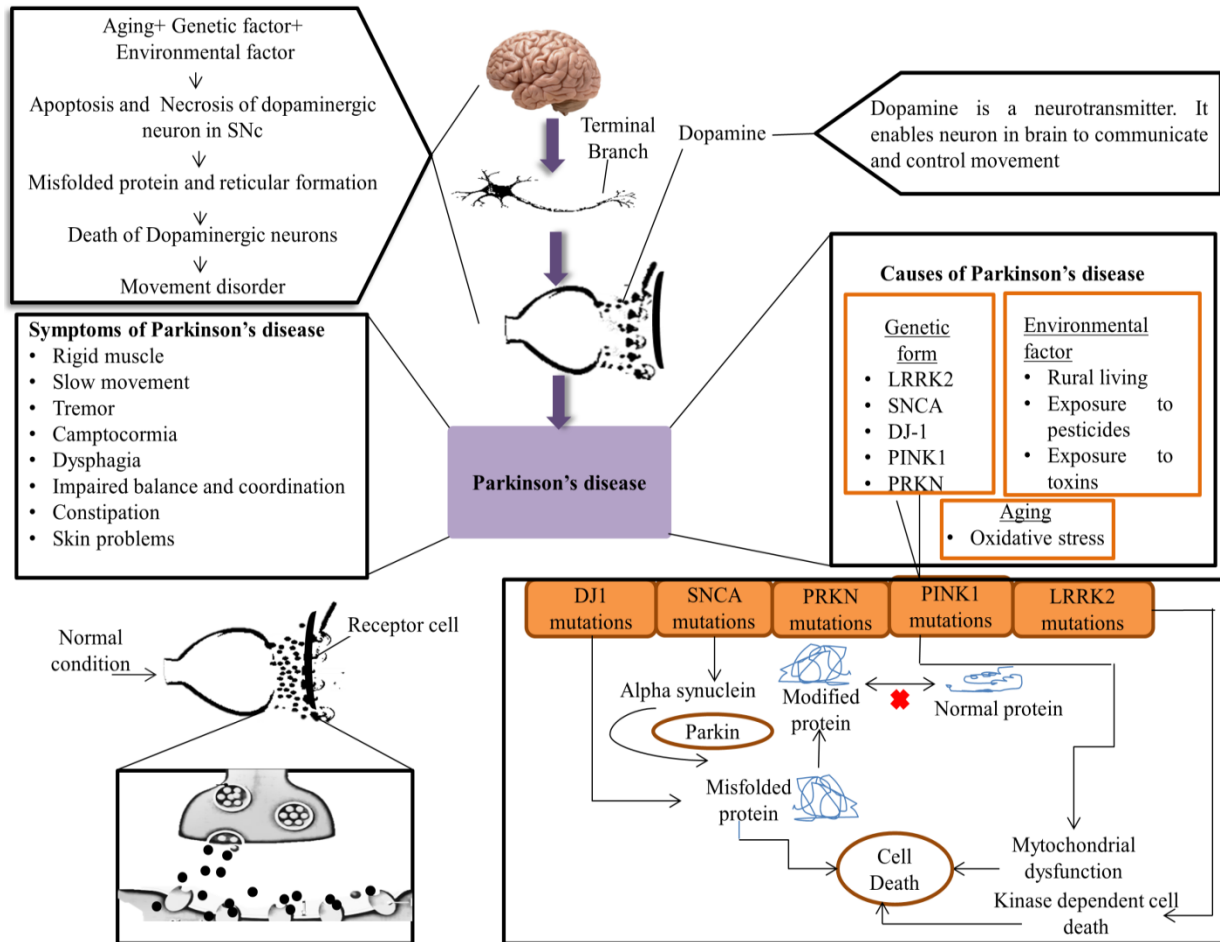 Aging+ Genetic factor+
Environmental factor
Apoptosis and Necrosis of dopaminergic
neuron in SNc
Misfolded protein and reticular formation
Death of Dopaminergic neurons
Movement disorder
Terminal
Branch
Dopamine
Dopamine is a neurotransmitter. It
enables neuron in brain to communicate
and control movement
Symptoms of Parkinson's disease
• Rigid muscle
• Slow movement
• Tremor
• Camptocormia
• Dysphagia
• Impaired balance and coordination
• Constipation
• Skin problems
Parkinson's disease
Causes of Parkinson's disease
Genetic
form
• LRRK2
• SNCA
• DJ-1
• PINK1
• PRKN
Environmental
factor
• Rural living
• Exposure to
pesticides
• Exposure to
toxins
Aging
• Oxidative stress
Normal
condition
Receptor cell
DJ1
mutations
SNCA
mutations
PRKN
mutations
PINK1
mutations
LRRK2
mutations
Alpha synuclein
Parkin
Modified
protein
Normal protein
Misfolded
protein
Cell
Death
Mytochondrial
dysfunction
Kinase dependent cell
death